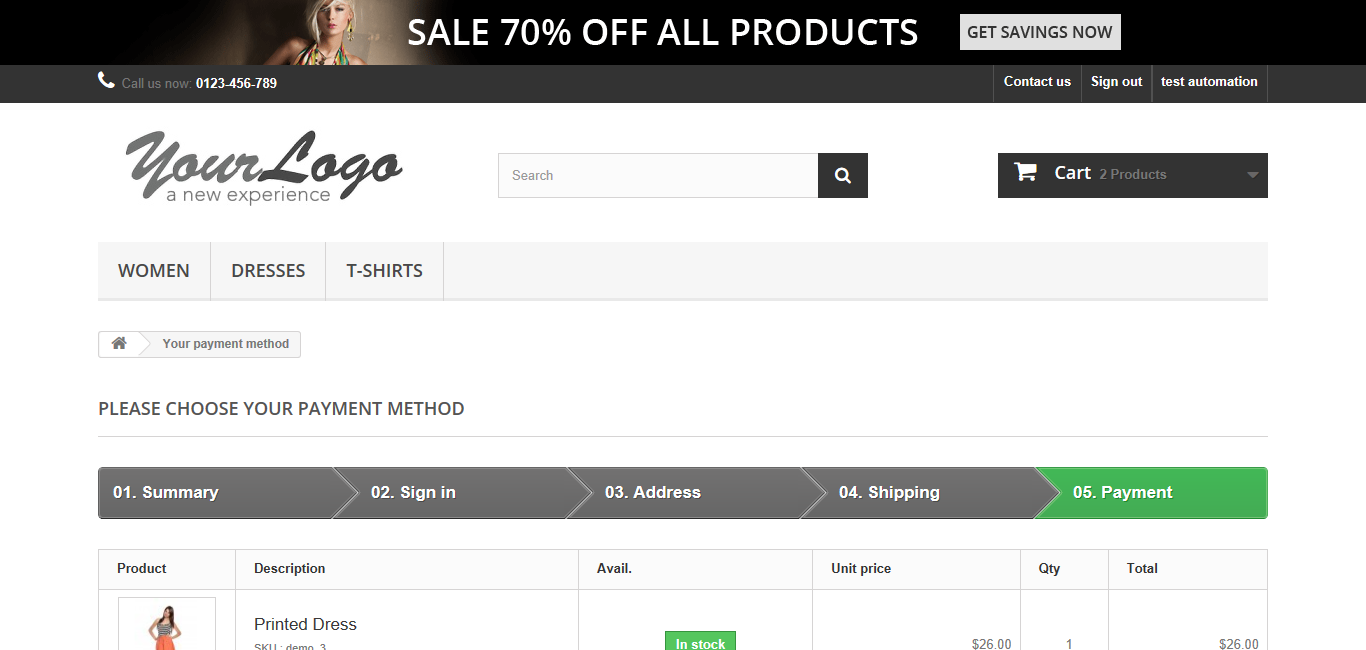 SALE 70% OFF ALL PRODUCTS GET SAVINGS NOW
Call us now: 0123-456-789 Contact us Sign out test automation
YourLogo
a new experience
Search
Cart 2 Products
WOMEN DRESSES T-SHIRTS
Your payment method
PLEASE CHOOSE YOUR PAYMENT METHOD
01. Summary 02. Sign in 03. Address 04. Shipping 05. Payment
Product Description Avail. Unit price Qty Total
Printed Dress
In stock $26.00 1 $26.00
SKU : demo_3